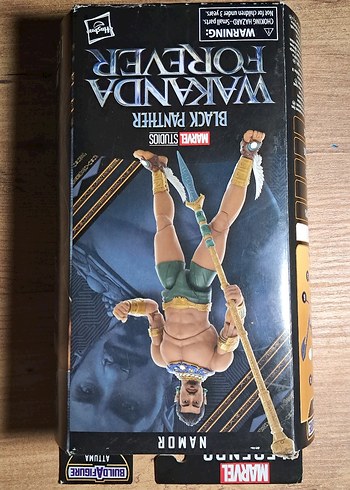 MARVEL
LEGENDS
BUILD A FIGURE
ATTUMA
NAMOR
MARVEL
STUDIOS
BLACK PANTHER
WAKANDA
FOREVER
WARNING:
CHOKING HAZARD-Small parts.
Not for children under 3 years.
Hasbro